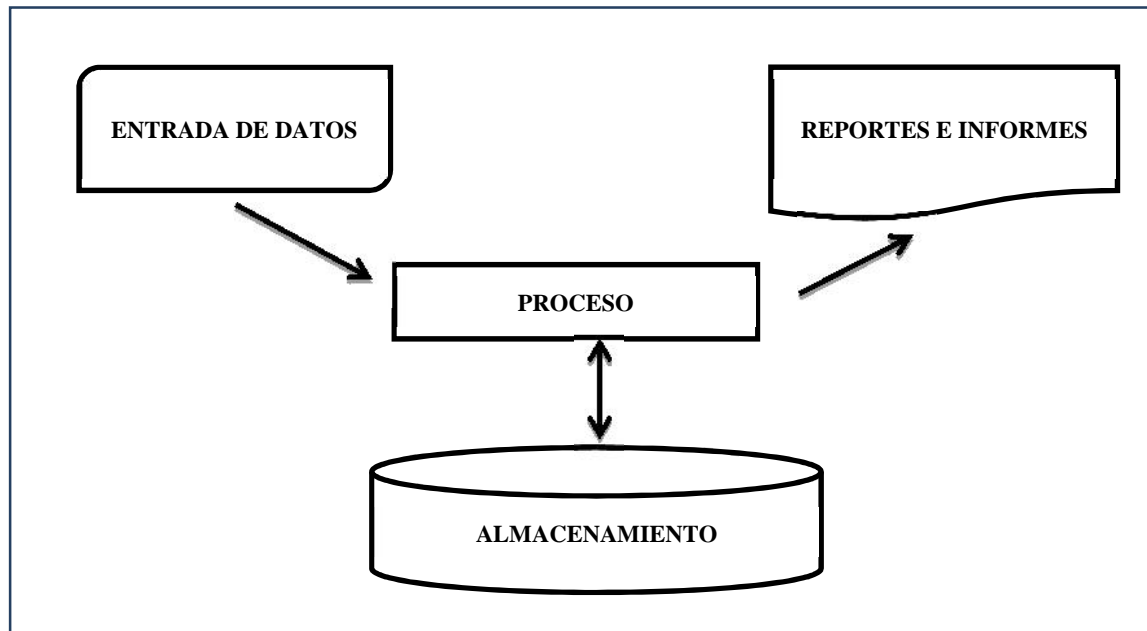 ENTRADA DE DATOS
REPORTES E INFORMES
PROCESO
ALMACENAMIENTO